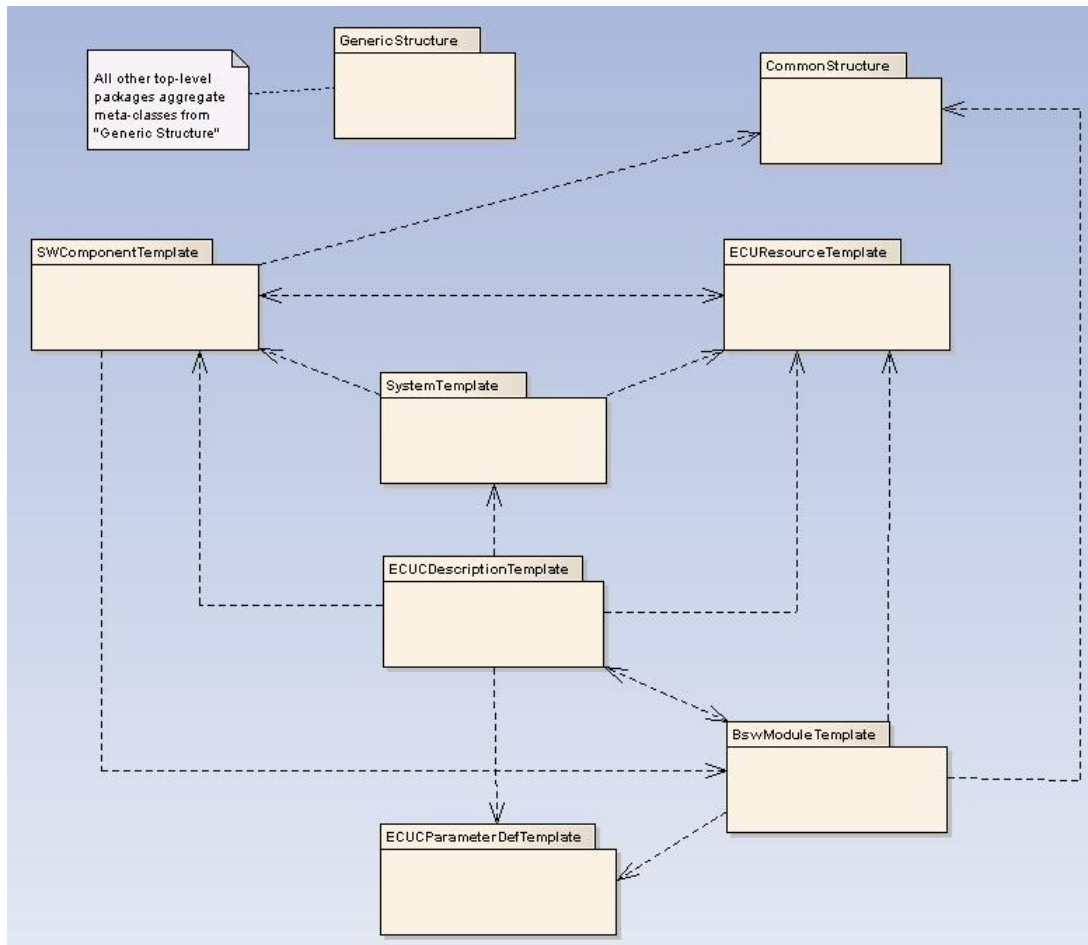 GenericStructure
All other top-level
packages aggregate
meta-classes from
"Generic Structure"
CommonStructure
SWComponentTemplate
ECUResourceTemplate
SystemTemplate
ECUCDescriptionTemplate
BswModuleTemplate
ECUCParameterDefTemplate